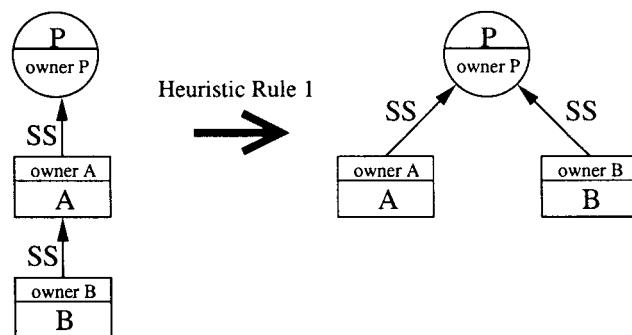 P
owner P
SS
owner A
A
SS
owner B
B
Heuristic Rule 1
P
owner P
SS
SS
owner A
A
owner B
B